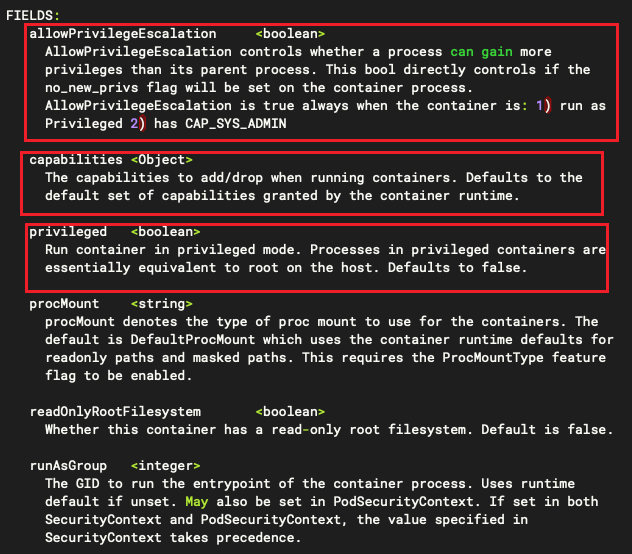 FIELDS:
allowPrivilegeEscalation <boolean>
AllowPrivilegeEscalation controls whether a process can gain more
privileges than its parent process. This bool directly controls if the
no_new_privs flag will be set on the container process.
AllowPrivilegeEscalation is true always when the container is: 1) run as
Privileged 2) has CAP_SYS_ADMIN
capabilities <Object>
The capabilities to add/drop when running containers. Defaults to the
default set of capabilities granted by the container runtime.
privileged <boolean>
Run container in privileged mode. Processes in privileged containers are
essentially equivalent to root on the host. Defaults to false.
procMount <string>
procMount denotes the type of proc mount to use for the containers. The
default is DefaultProcMount which uses the container runtime defaults for
readonly paths and masked paths. This requires the ProcMountType feature
flag to be enabled.
readOnlyRootFilesystem <boolean>
Whether this container has a read-only root filesystem. Default is false.
runAsGroup <integer>
The GID to run the entrypoint of the container process. Uses runtime
default if unset. May also be set in PodSecurityContext. If set in both
SecurityContext and PodSecurityContext, the value specified in
SecurityContext takes precedence.